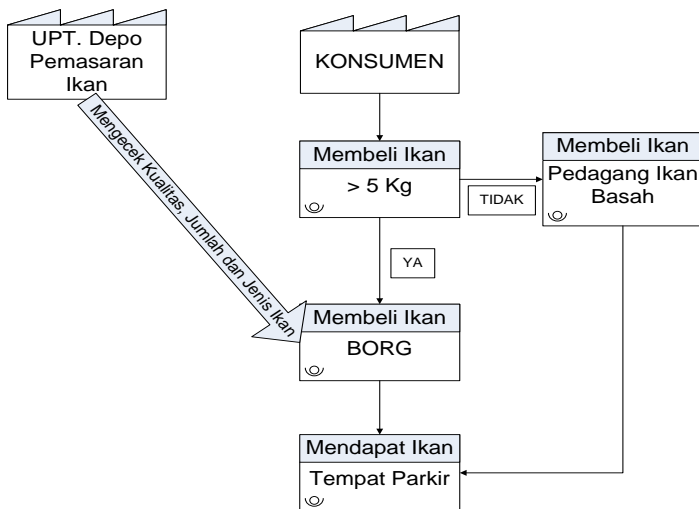 UPT. Depo
Pemasaran
Ikan
KONSUMEN
Mengecek Kualitas, Jumlah dan Jenis Ikan
Membeli Ikan
> 5 Kg
TIDAK
Membeli Ikan
Pedagang Ikan
Basah
YA
Membeli Ikan
BORG
Mendapat Ikan
Tempat Parkir